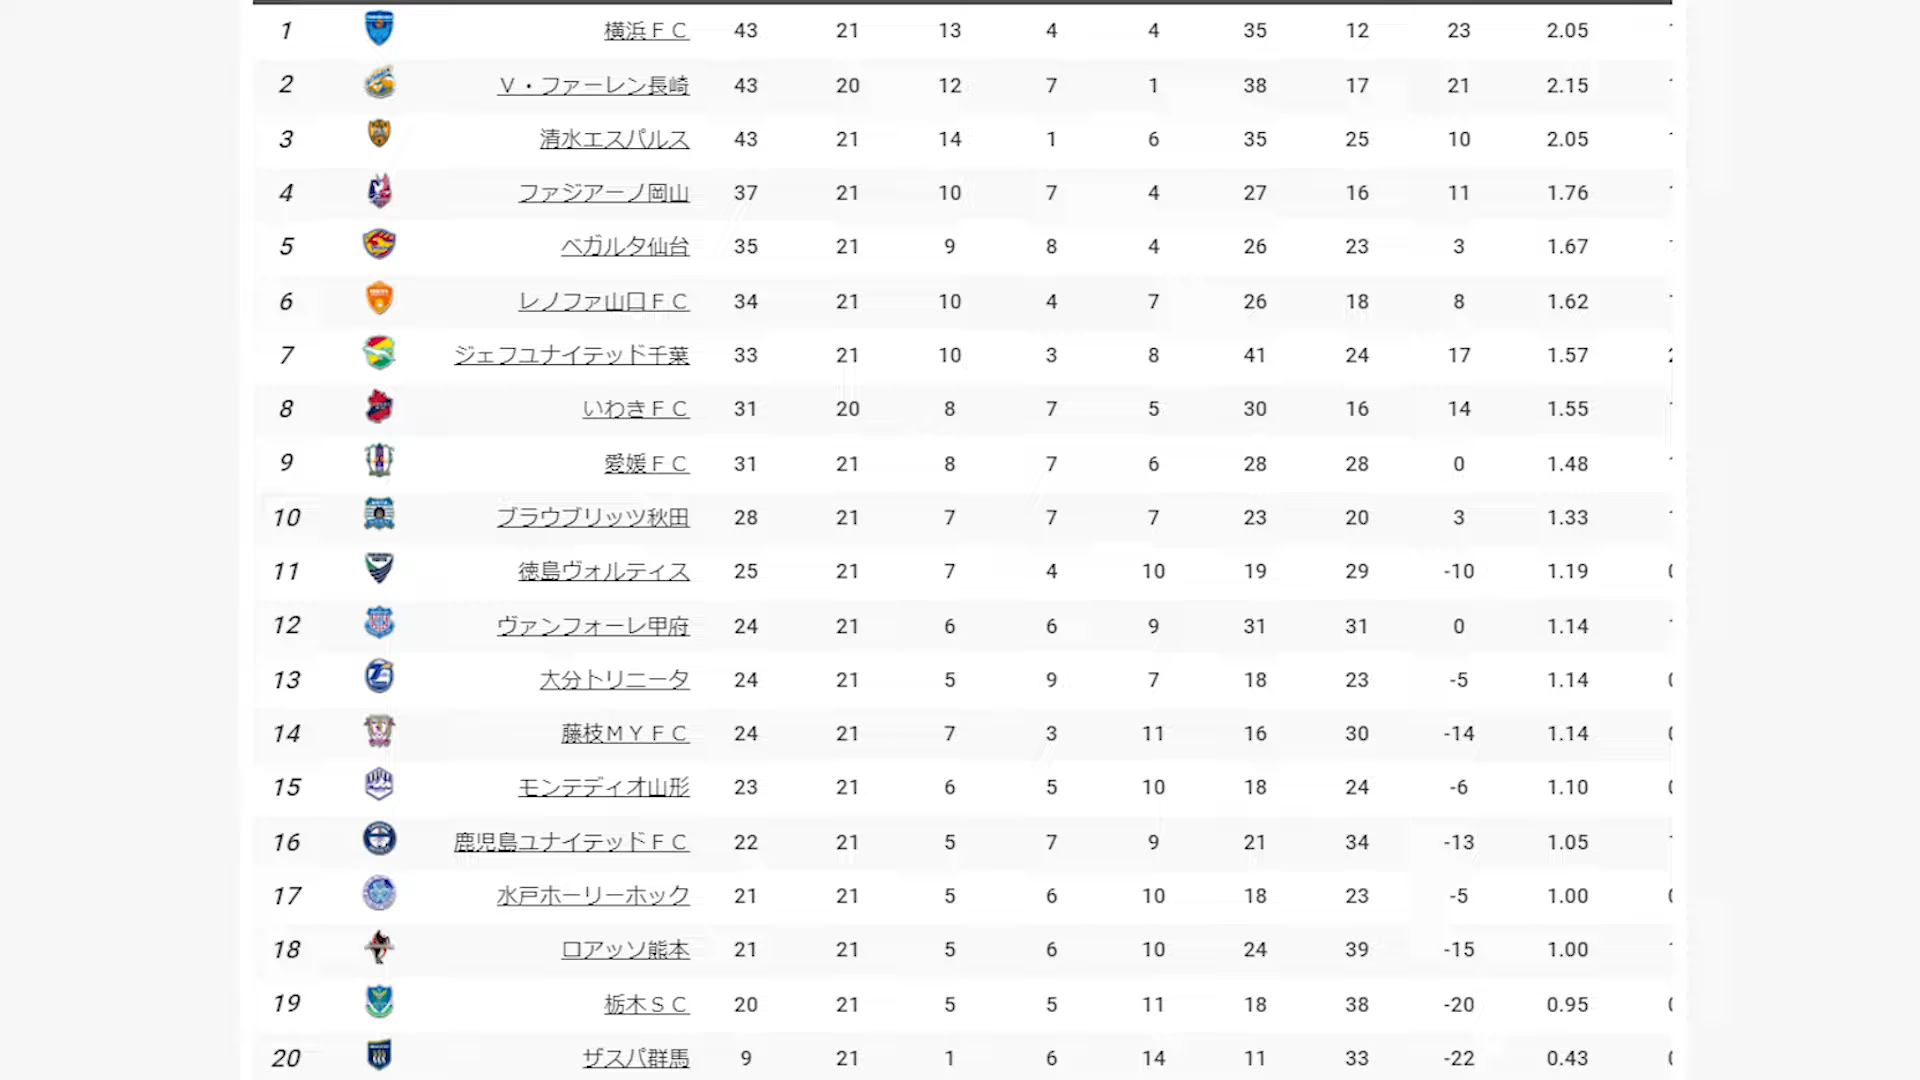 1 横浜ＦＣ 43 21 13 4 4 35 12 23 2.05
2 Ｖ・ファーレン長崎 43 20 12 7 1 38 17 21 2.15
3 清水エスパルス 43 21 14 1 6 35 25 10 2.05
4 ファジアーノ岡山 37 21 10 7 4 27 16 11 1.76
5 ベガルタ仙台 35 21 9 8 4 26 23 3 1.67
6 レノファ山口ＦＣ 34 21 10 4 7 26 18 8 1.62
7 ジェフユナイテッド千葉 33 21 10 3 8 41 24 17 1.57
8 いわきＦＣ 31 20 8 7 5 30 16 14 1.55
9 愛媛ＦＣ 31 21 8 7 6 28 28 0 1.48
10 ブラウブリッツ秋田 28 21 7 7 7 23 20 3 1.33
11 徳島ヴォルティス 25 21 7 4 10 19 29 -10 1.19
12 ヴァンフォーレ甲府 24 21 6 6 9 31 31 0 1.14
13 大分トリニータ 24 21 5 9 7 18 23 -5 1.14
14 藤枝ＭＹＦＣ 24 21 7 3 11 16 30 -14 1.14
15 モンテディオ山形 23 21 6 5 10 18 24 -6 1.10
16 鹿児島ユナイテッドＦＣ 22 21 5 7 9 21 34 -13 1.05
17 水戸ホーリーホック 21 21 5 6 10 18 23 -5 1.00
18 ロアッソ熊本 21 21 5 6 10 24 39 -15 1.00
19 栃木ＳＣ 20 21 5 5 11 18 38 -20 0.95
20 ザスパ群馬 9 21 1 6 14 11 33 -22 0.43